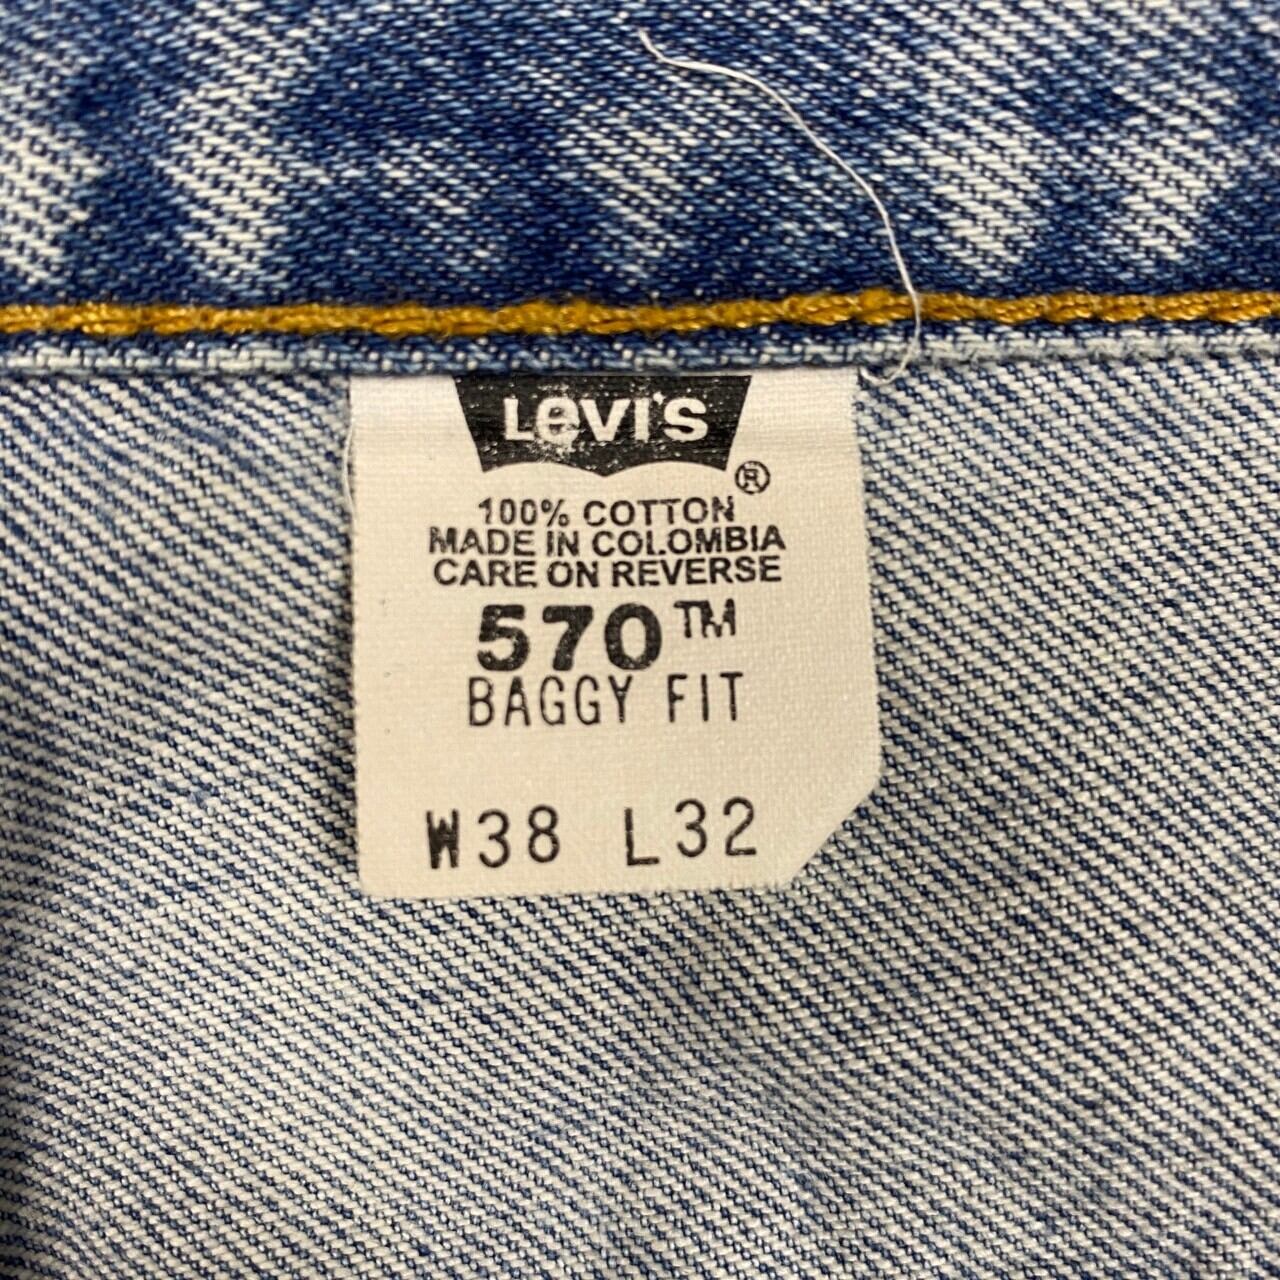 Levi's
®
100% COTTON
MADE IN COLOMBIA
CARE ON REVERSE
570™
BAGGY FIT
W38 L32